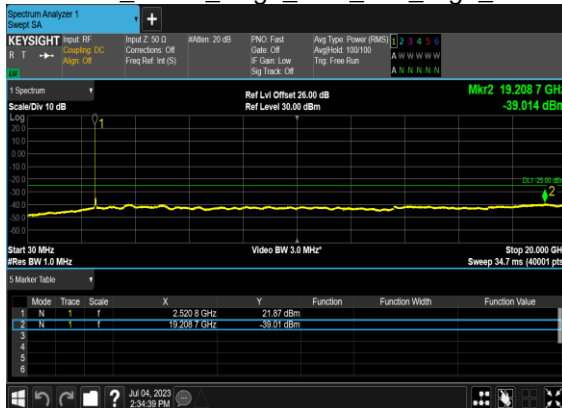 Spectrum Analyzer 1
Swept SA
+
KEYSIGHT Input: RF Input Z: 50 Ω #Atten: 20 dB PNO: Fast Avg Type: Power (RMS) 1 2 3 4 5 6
R T Coupling: DC Corrections: Off Gate: Off Avg|Hold: 100/100 A W W W W W
Align: Off Freq Ref: Int (S) IF Gain: Low Trig: Free Run
LXI Sig Track: Off A N N N N N
1 Spectrum Ref Lvl Offset 26.00 dB Mkr2 19.208 7 GHz
Scale/Div 10 dB Ref Level 30.00 dBm -39.014 dBm
Log
20.0
10.0
0.00
-10.0
-20.0
-30.0
-40.0
-50.0
-60.0
1
DL1 -25.00 dBm
2
Start 30 MHz Video BW 3.0 MHz* Stop 20.000 GHz
#Res BW 1.0 MHz Sweep 34.7 ms (40001 pts)
5 Marker Table
Mode Trace Scale X Y Function Function Width Function Value
1 N 1 f 2.520 8 GHz 21.87 dBm
2 N 1 f 19.208 7 GHz -39.01 dBm
3
4
5
6
? Jul 04, 2023
2:34:39 PM